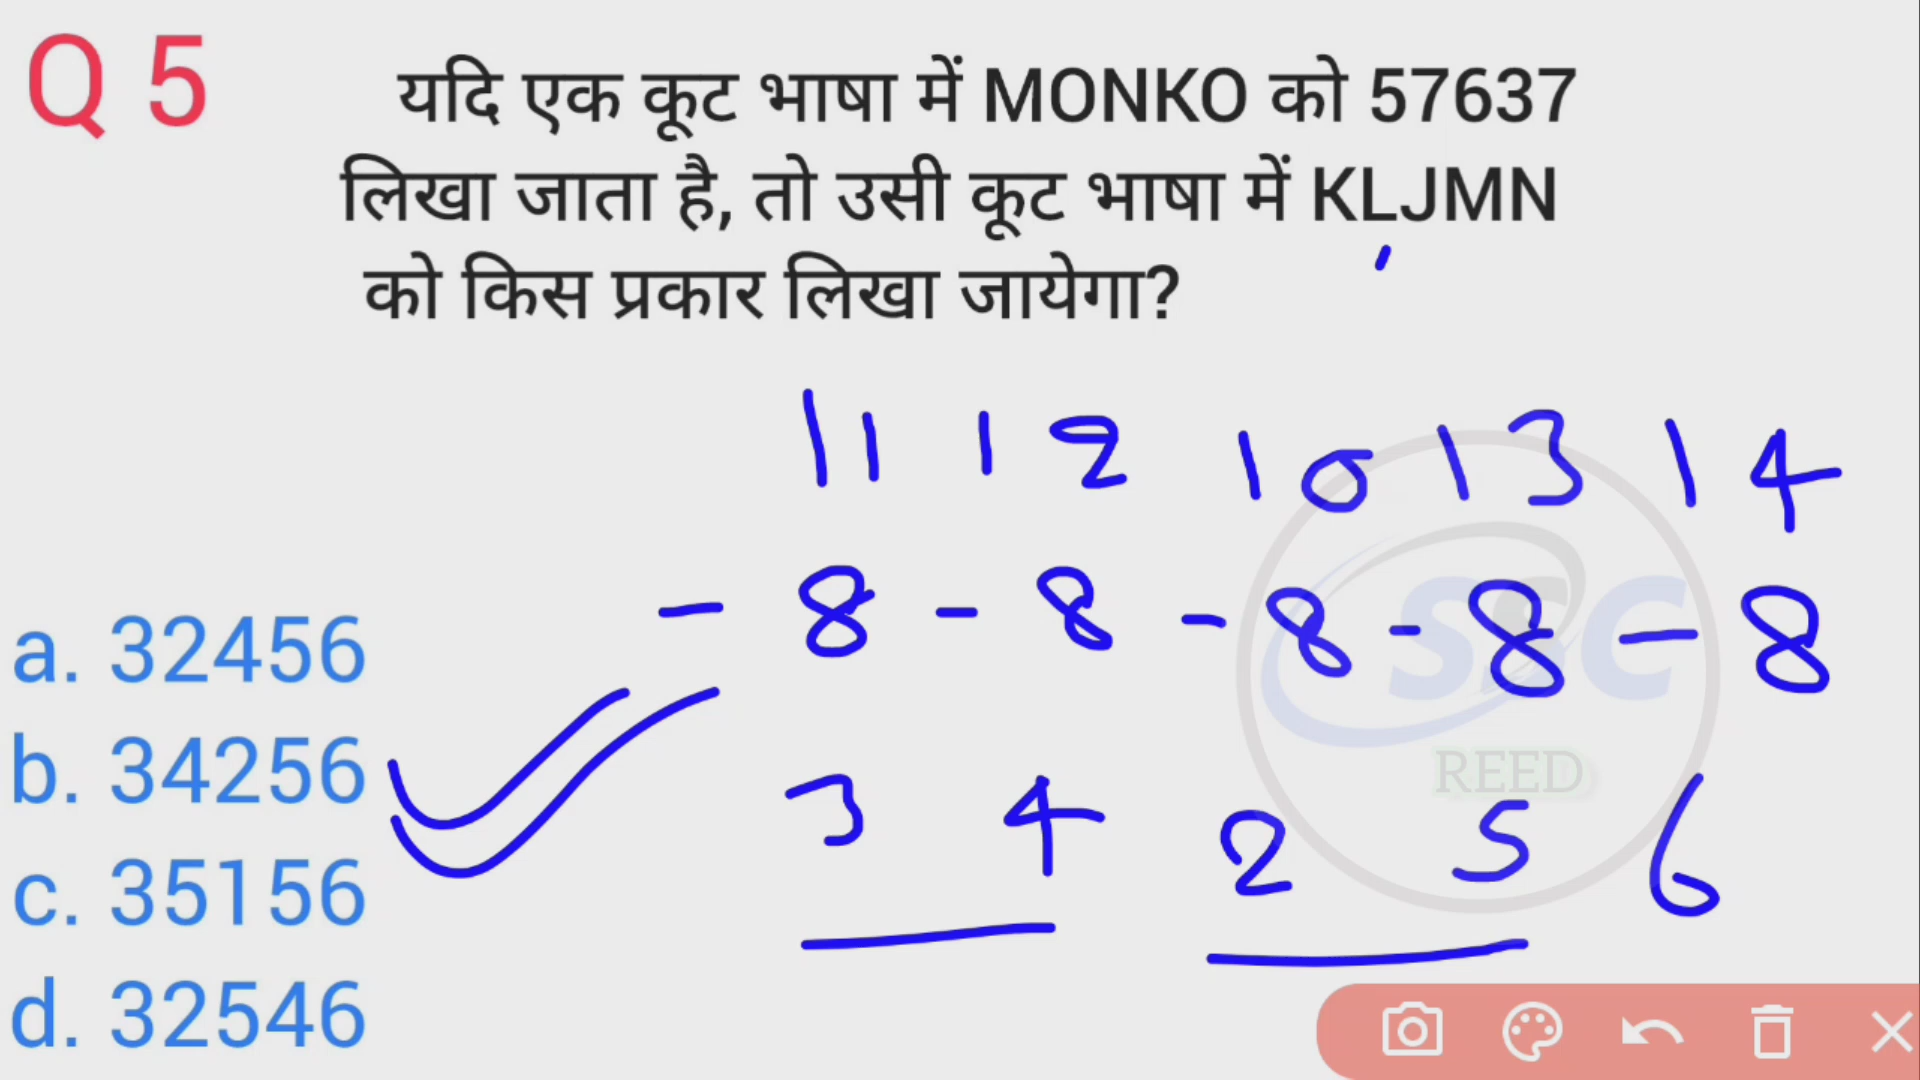 Q 5
यदि एक कूट भाषा में MONKO को 57637
लिखा जाता है, तो उसी कूट भाषा में KLJMN
को किस प्रकार लिखा जायेगा?
11 12 10 13 14
- 8 - 8 - 8 - 8 - 8
3 4 2 5 6
a. 32456
b. 34256
c. 35156
d. 32546
SSC
REED